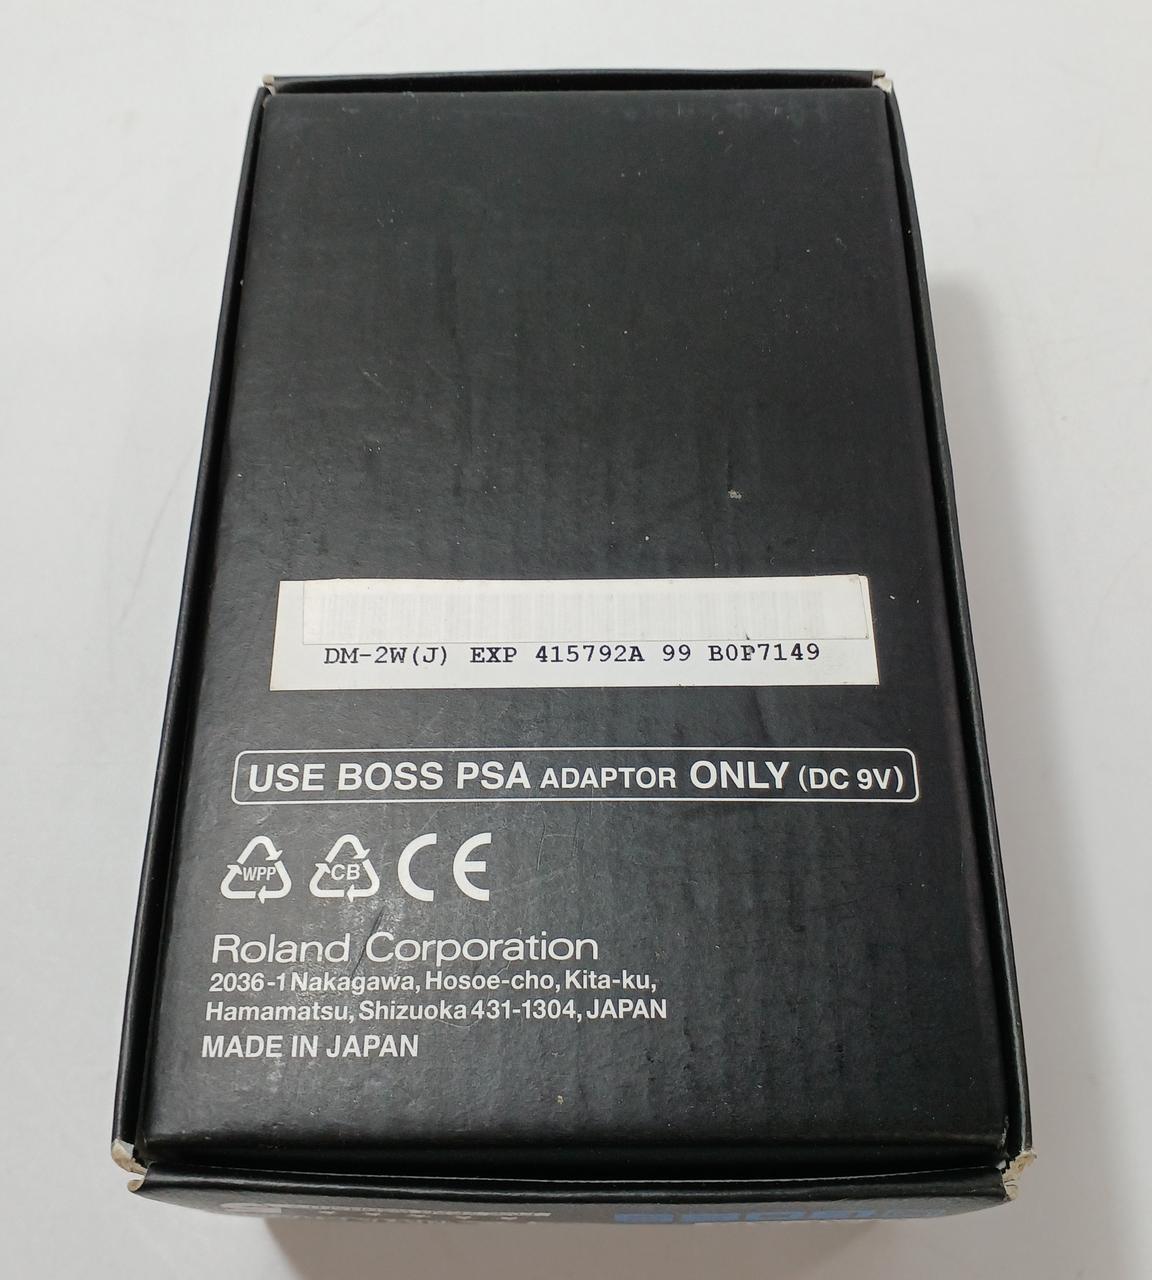 DM-2W(J) EXP 415792A 99 B0P7149
USE BOSS PSA ADAPTOR ONLY (DC 9V)
WPP CB CE
Roland Corporation
2036-1 Nakagawa, Hosoe-cho, Kita-ku,
Hamamatsu, Shizuoka 431-1304, JAPAN
MADE IN JAPAN